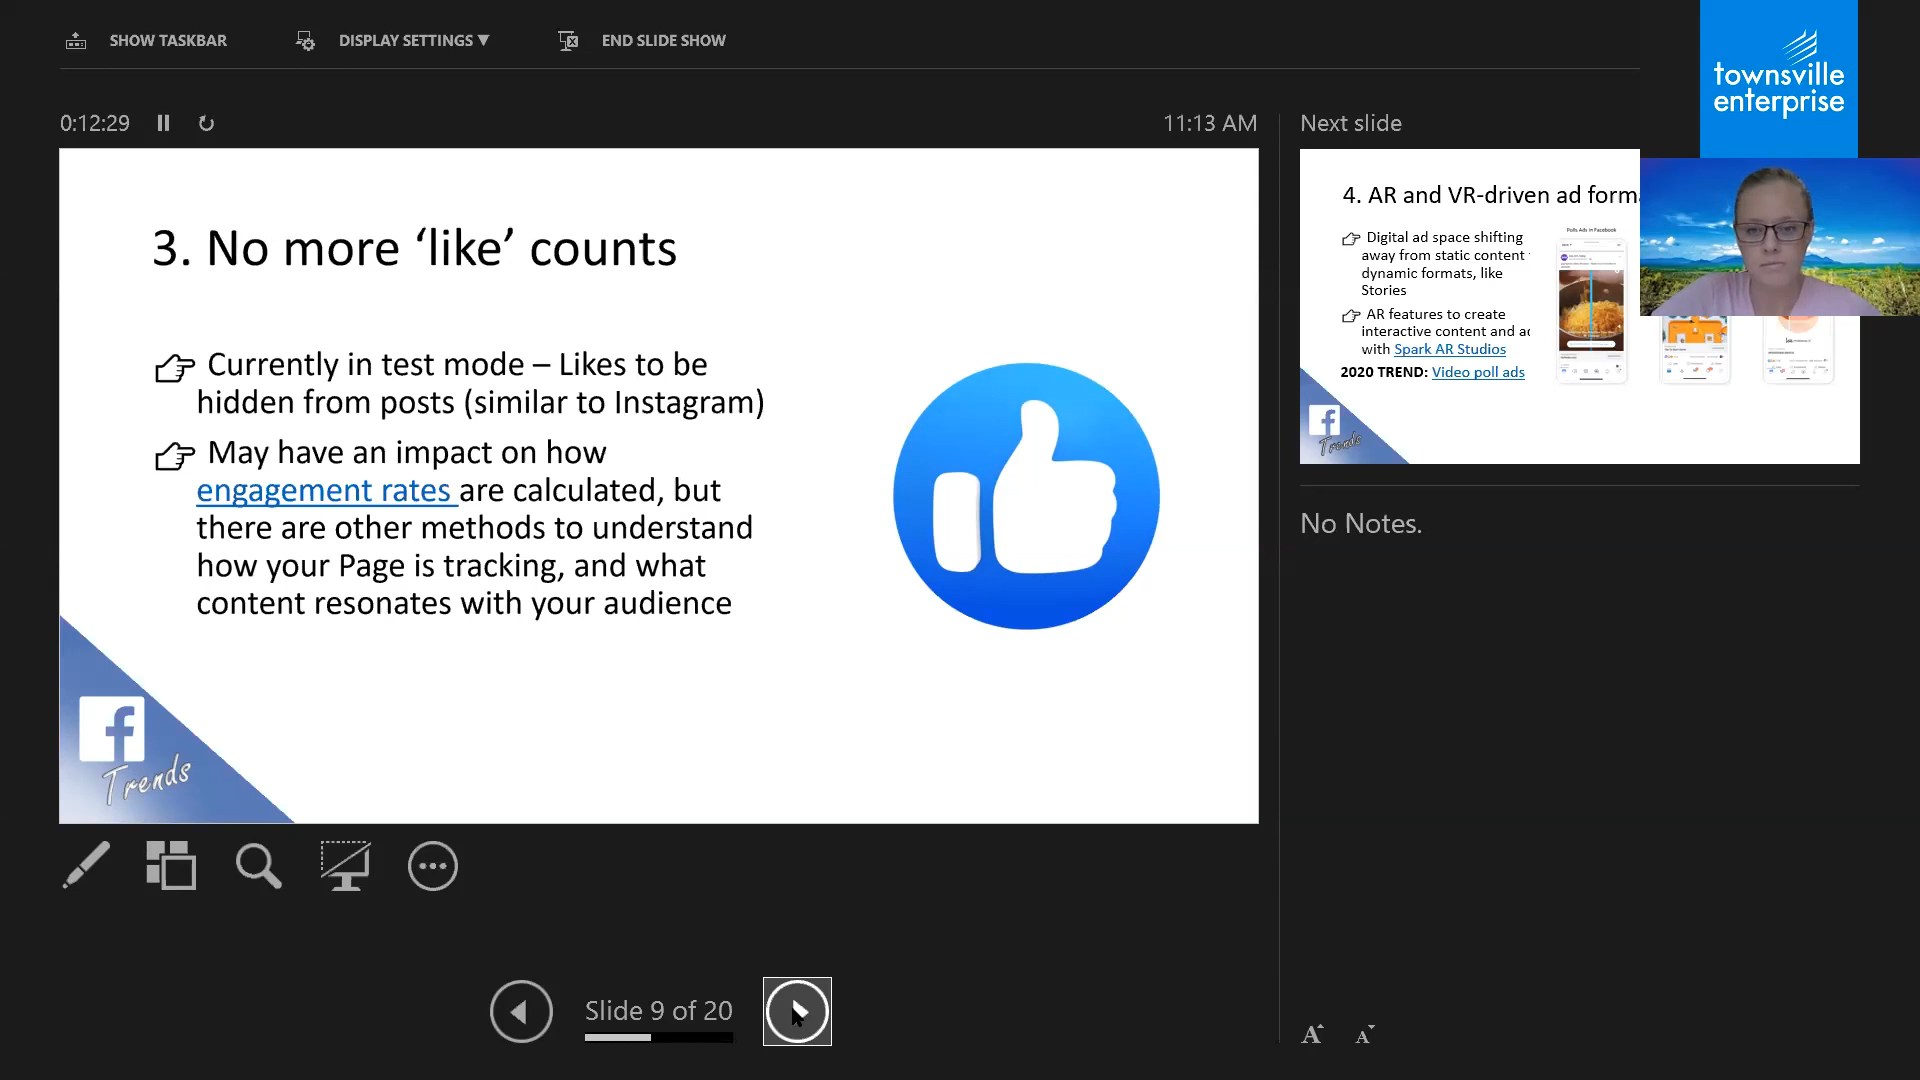 SHOW TASKBAR
DISPLAY SETTINGS ▼
END SLIDE SHOW
townsville
enterprise
0:12:29
11:13 AM
Next slide
3. No more ‘like’ counts
Currently in test mode – Likes to be
hidden from posts (similar to Instagram)
May have an impact on how
engagement rates are calculated, but
there are other methods to understand
how your Page is tracking, and what
content resonates with your audience
f
Trends
4. AR and VR-driven ad
Digital ad space shifting
away from static content
dynamic formats, like
Stories
AR features to create
interactive content and
with Spark AR Studios
2020 TREND: Video poll ads
Polls Ads in Facebook
f
Trends
No Notes.
Slide 9 of 20
A A